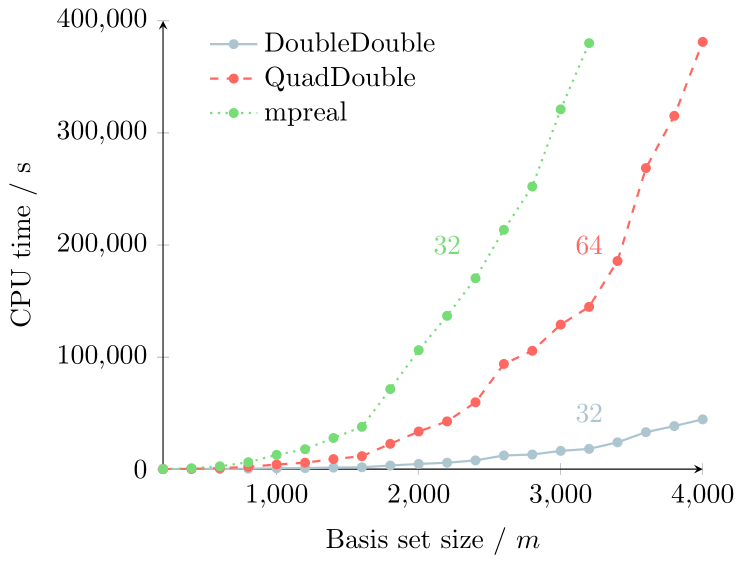 400,000
300,000
200,000
100,000
0
CPU time / s
DoubleDouble
QuadDouble
mpreal
32
64
32
1,000
2,000
3,000
4,000
Basis set size / m